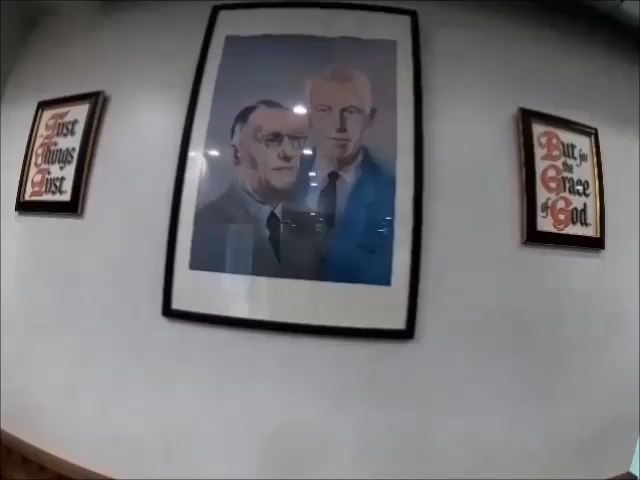 First
Things
First.
But for
the
Grace
of God.